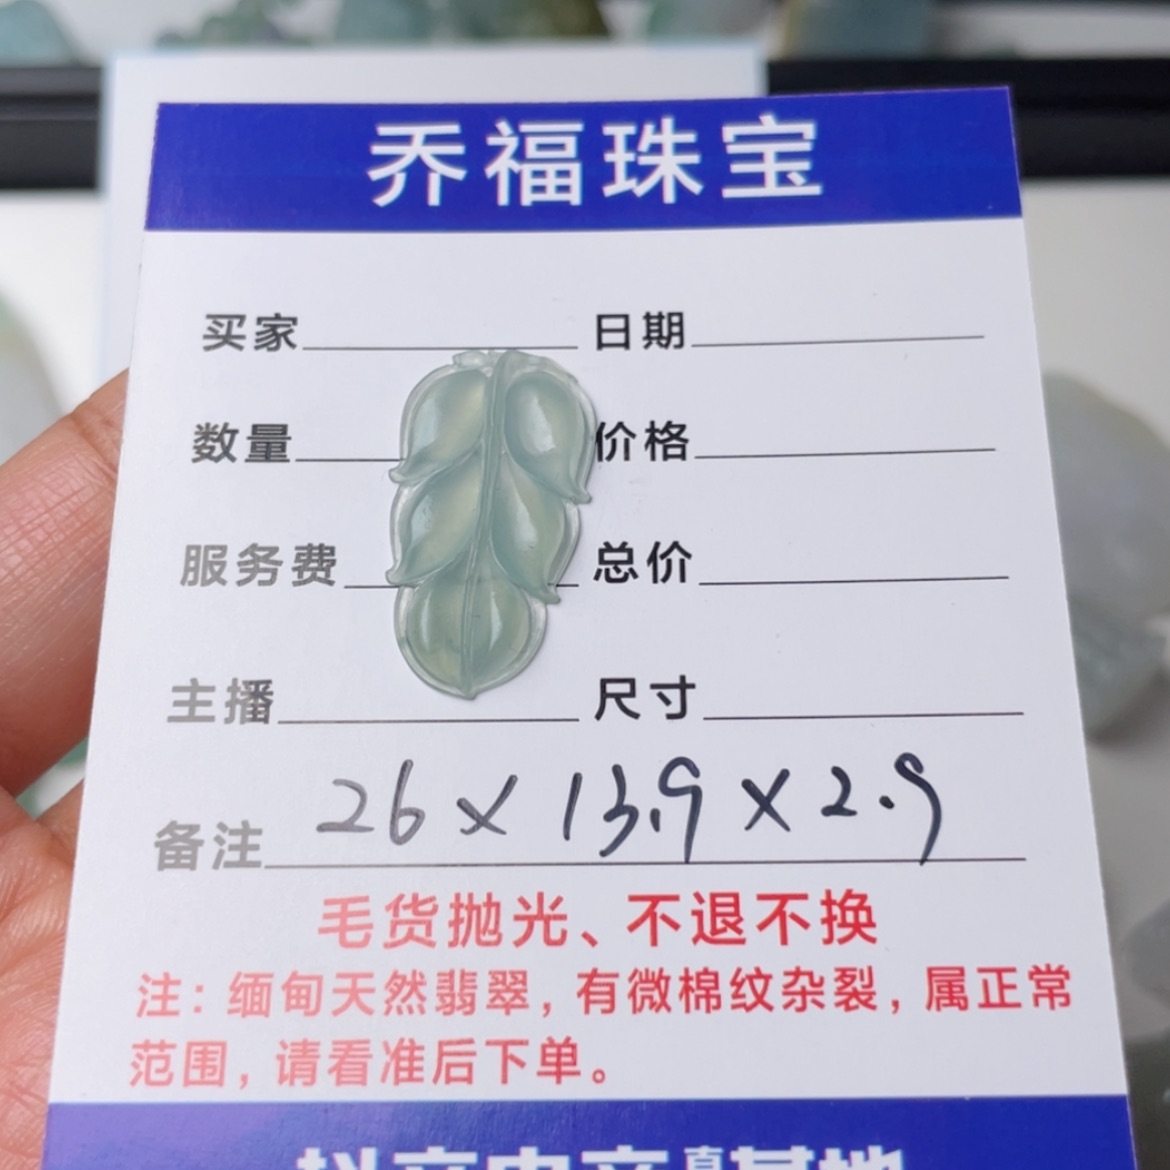 乔福珠宝
买家 日期
数量 价格
服务费 总价
主播 尺寸
备注 26×13.9×2.9
毛货抛光、不退不换
注：缅甸天然翡翠，有微棉纹杂裂，属正常
范围，请看准后下单。